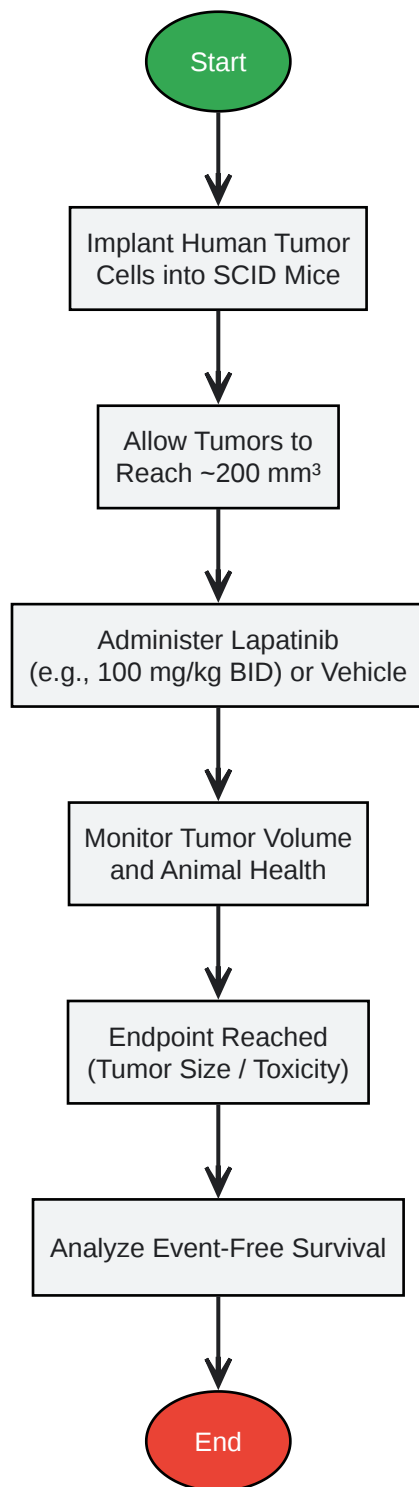 Start
Implant Human Tumor
Cells into SCID Mice
Allow Tumors to
Reach ~200 mm³
Administer Lapatinib
(e.g., 100 mg/kg BID) or Vehicle
Monitor Tumor Volume
and Animal Health
Endpoint Reached
(Tumor Size / Toxicity)
Analyze Event-Free Survival
End